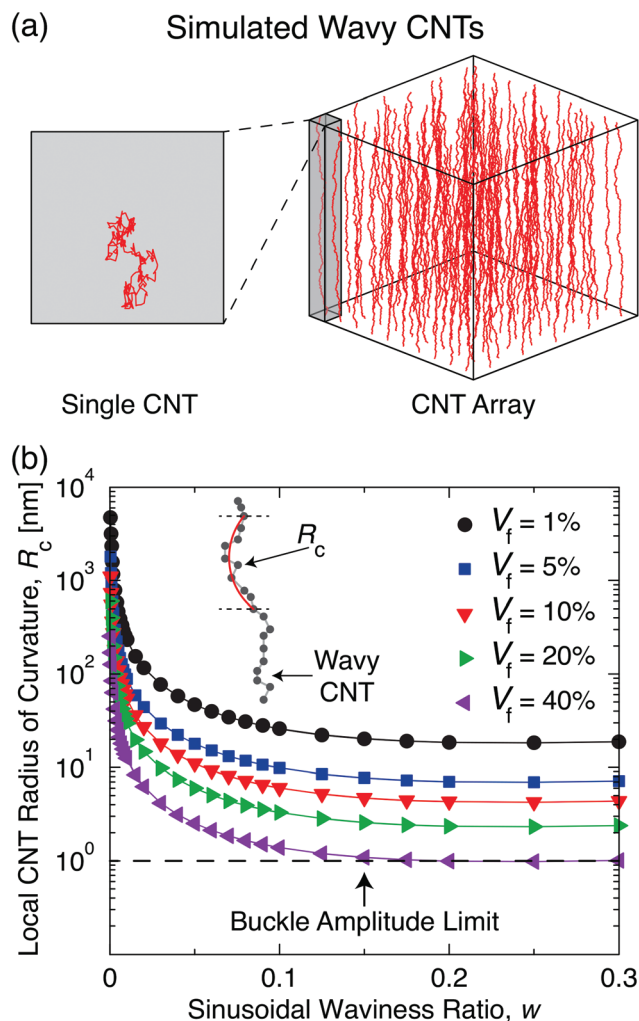 (a) Simulated Wavy CNTs
Single CNT
CNT Array
(b)
Local CNT Radius of Curvature, R_c [nm]
10^4
10^3
10^2
10^1
10^0
R_c
Wavy
CNT
V_f = 1%
V_f = 5%
V_f = 10%
V_f = 20%
V_f = 40%
Buckle Amplitude Limit
0
0.1
0.2
0.3
Sinusoidal Waviness Ratio, w